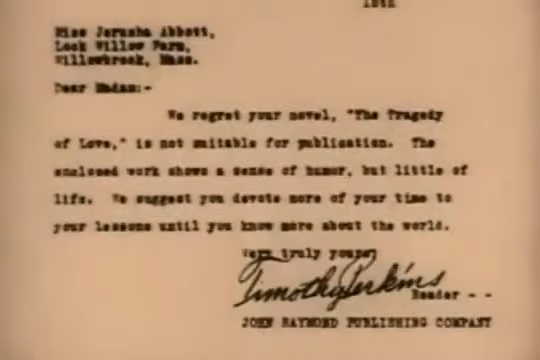 Miss Jerusha Abbott,
Lock Willow Farm,
Willowbrook, Mass.
Dear Madam:-
We regret your novel, "The Tragedy
of Love," is not suitable for publication. The
enclosed work shows a sense of humor, but little of
life. We suggest you devote more of your time to
your lessons until you know more about the world.
Very truly yours,
Timothy Perkins
Reader - -
JOHN RAYMOND PUBLISHING COMPANY